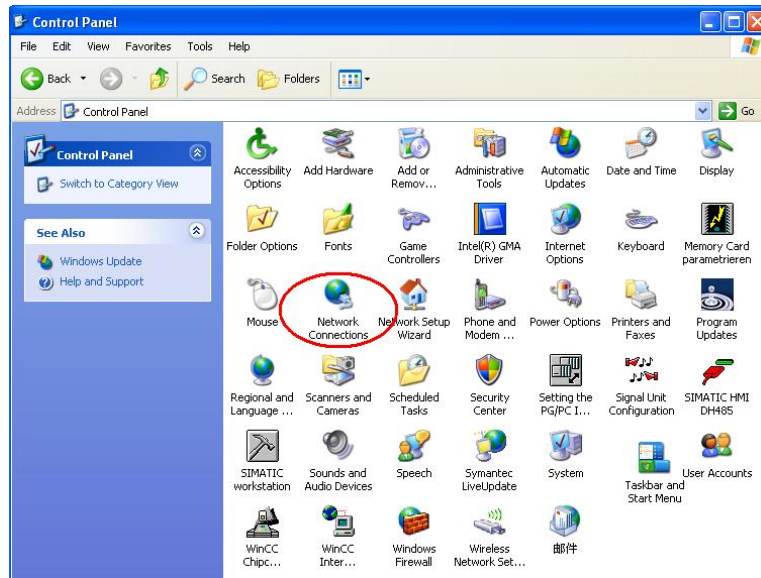 Control Panel
File Edit View Favorites Tools Help
Back Search Folders
Address Control Panel Go
Control Panel
Switch to Category View
See Also
Windows Update
Help and Support
Accessibility Options
Add Hardware
Add or Remov...
Administrative Tools
Automatic Updates
Date and Time
Display
Folder Options
Fonts
Game Controllers
Intel(R) GMA Driver
Internet Options
Keyboard
Memory Card parametrieren
Mouse
Network Connections
Network Setup Wizard
Phone and Modem ...
Power Options
Printers and Faxes
Program Updates
Regional and Language ...
Scanners and Cameras
Scheduled Tasks
Security Center
Setting the PG/PC I...
Signal Unit Configuration
SIMATIC HMI DH485
SIMATIC workstation
Sounds and Audio Devices
Speech
Symantec LiveUpdate
System
Taskbar and Start Menu
User Accounts
WinCC Chipc...
WinCC Inter...
Windows Firewall
Wireless Network Set...
邮件